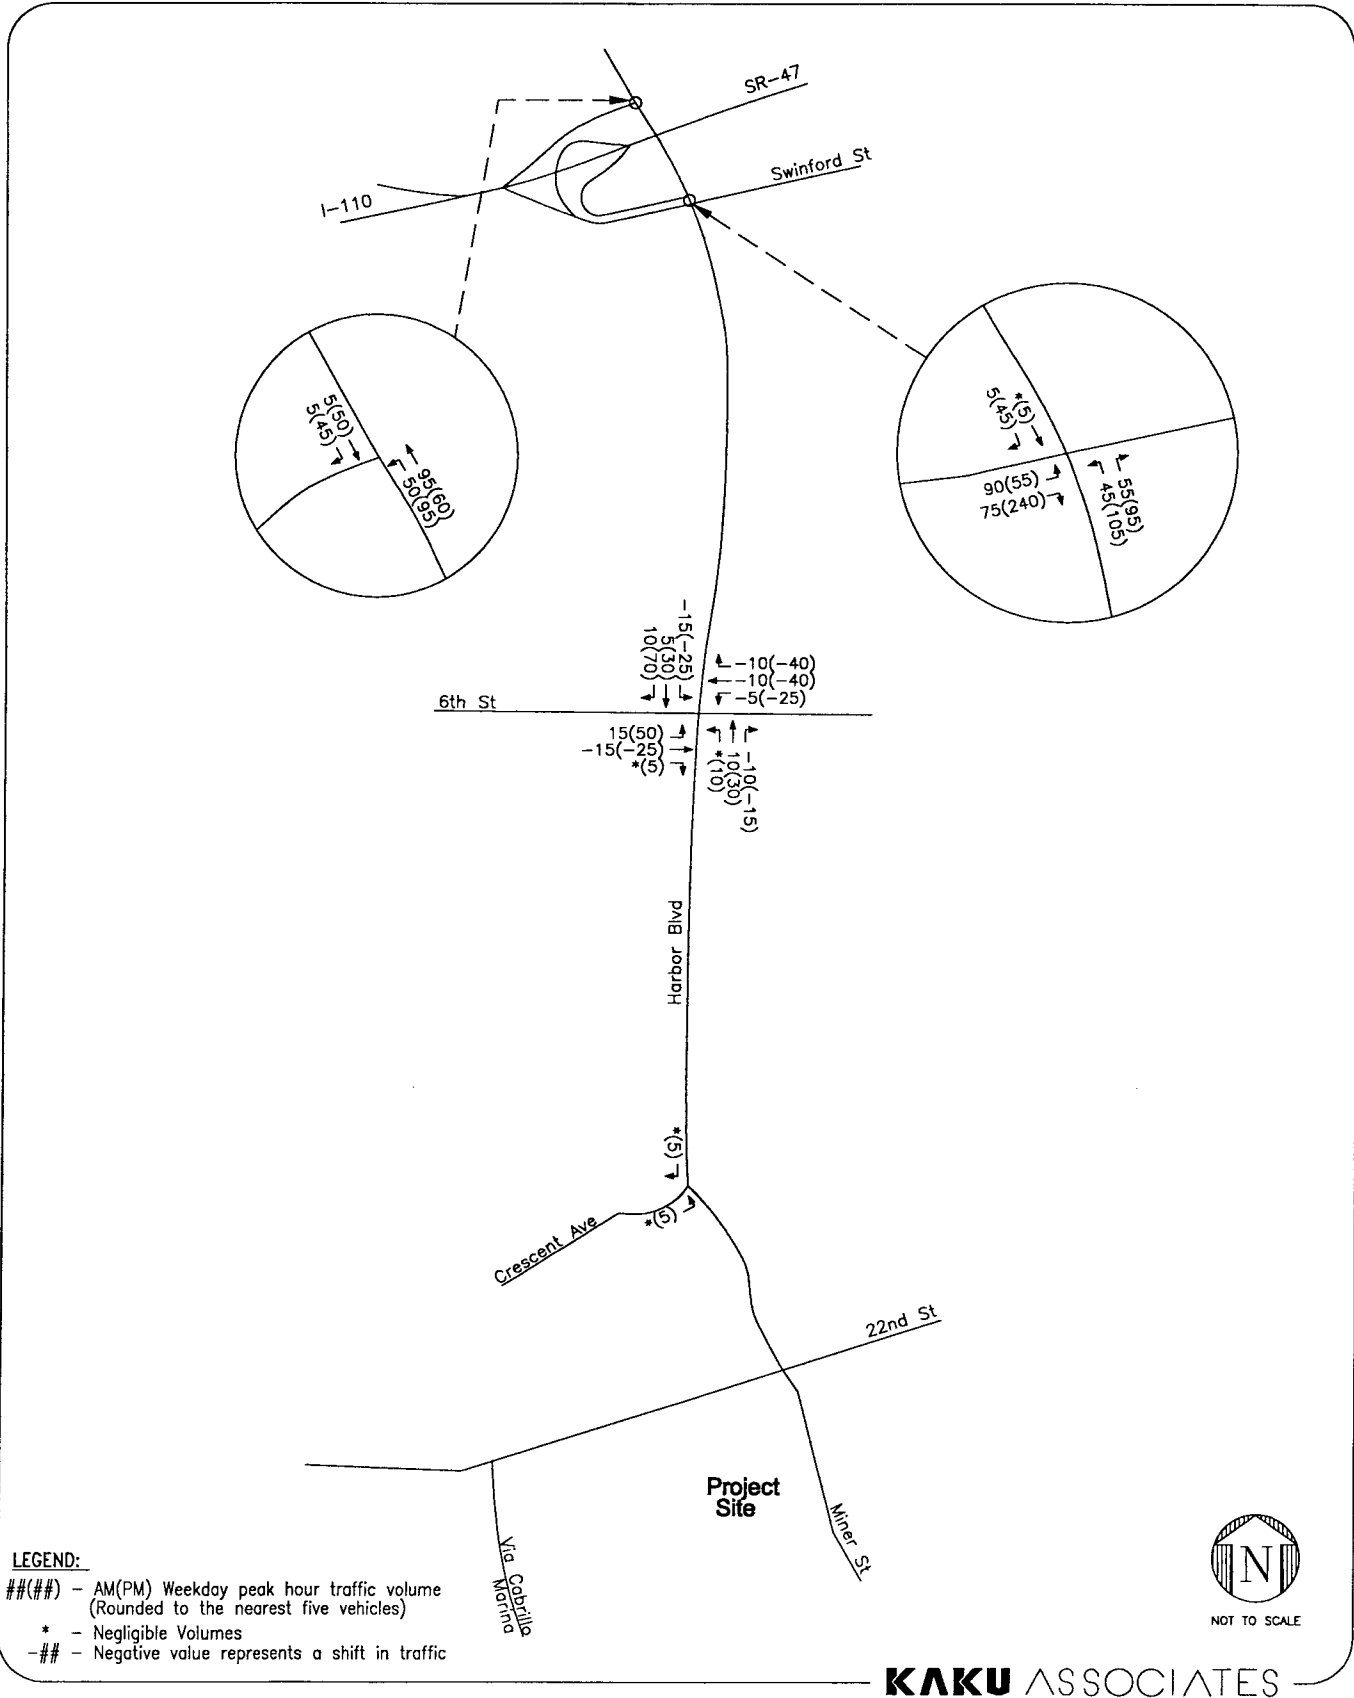 SR-47
Swinford St
I-110
5(50)
5(45)
95(60)
50(95)
*(5)
5(45)
90(55)
75(240)
55(95)
45(105)
-15(-25)
5(30)
10(70)
-10(-40)
-10(-40)
-5(-25)
6th St
15(50)
-15(-25)
*(5)
-10(-15)
10(30)
*(10)
Harbor Blvd
*(5)
*(5)
Crescent Ave
22nd St
Project
Site
Miner St
Via Cabrillo
Marina
LEGEND:
##(##) - AM(PM) Weekday peak hour traffic volume
(Rounded to the nearest five vehicles)
* - Negligible Volumes
-## - Negative value represents a shift in traffic
N
NOT TO SCALE
KAKU ASSOCIATES